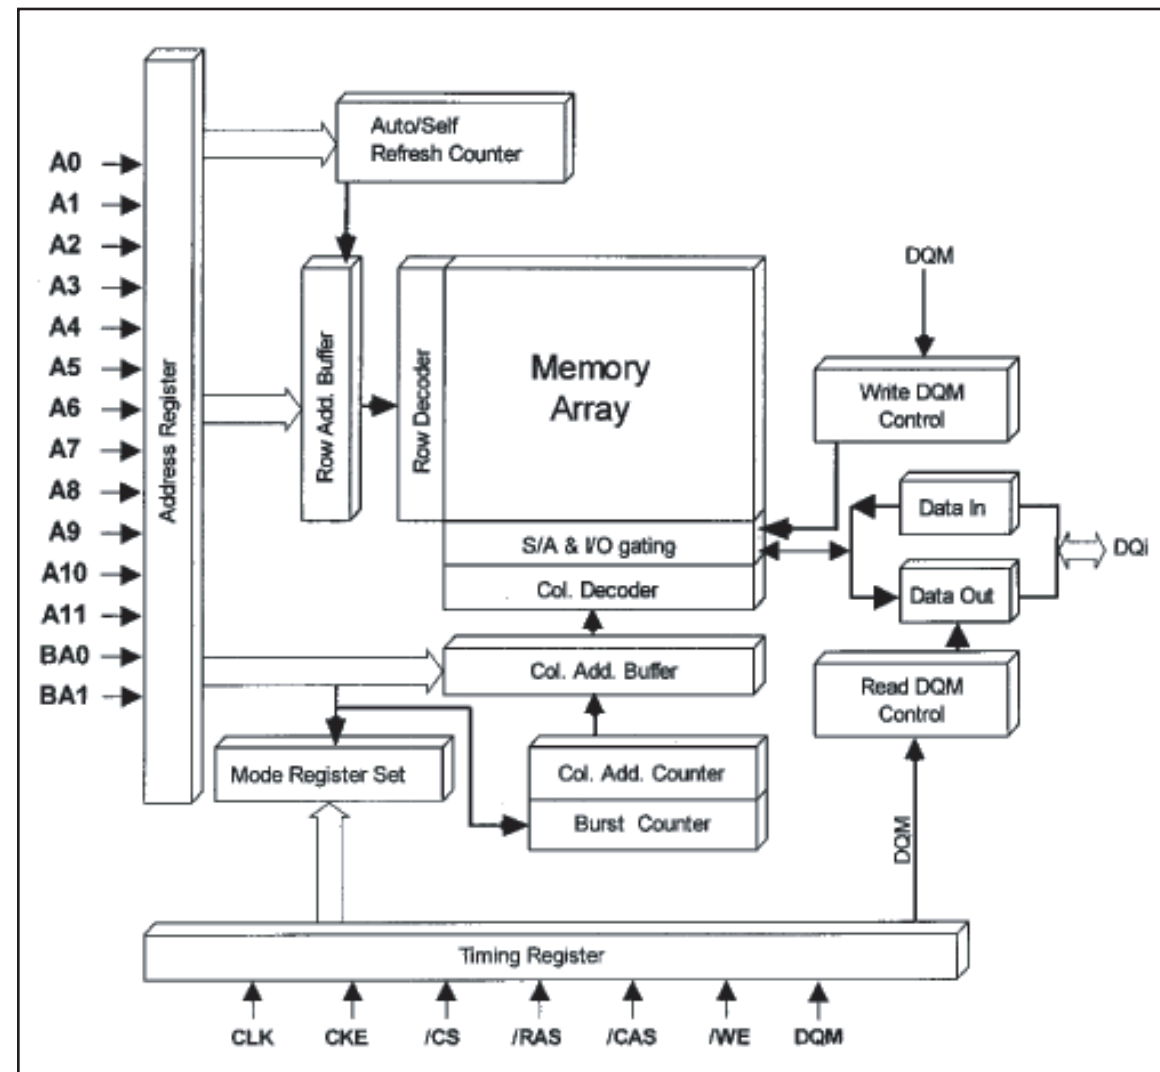 Auto/Self
Refresh Counter
A0
A1
A2
A3
A4
A5
A6
A7
A8
A9
A10
A11
BA0
BA1
Address Register
Row Add. Buffer
Row Decoder
Memory
Array
DQM
Write DQM
Control
S/A & I/O gating
Col. Decoder
Data In
Data Out
DQi
Col. Add. Buffer
Read DQM
Control
Mode Register Set
Col. Add. Counter
Burst Counter
DQM
Timing Register
CLK
CKE
/CS
/RAS
/CAS
/WE
DQM